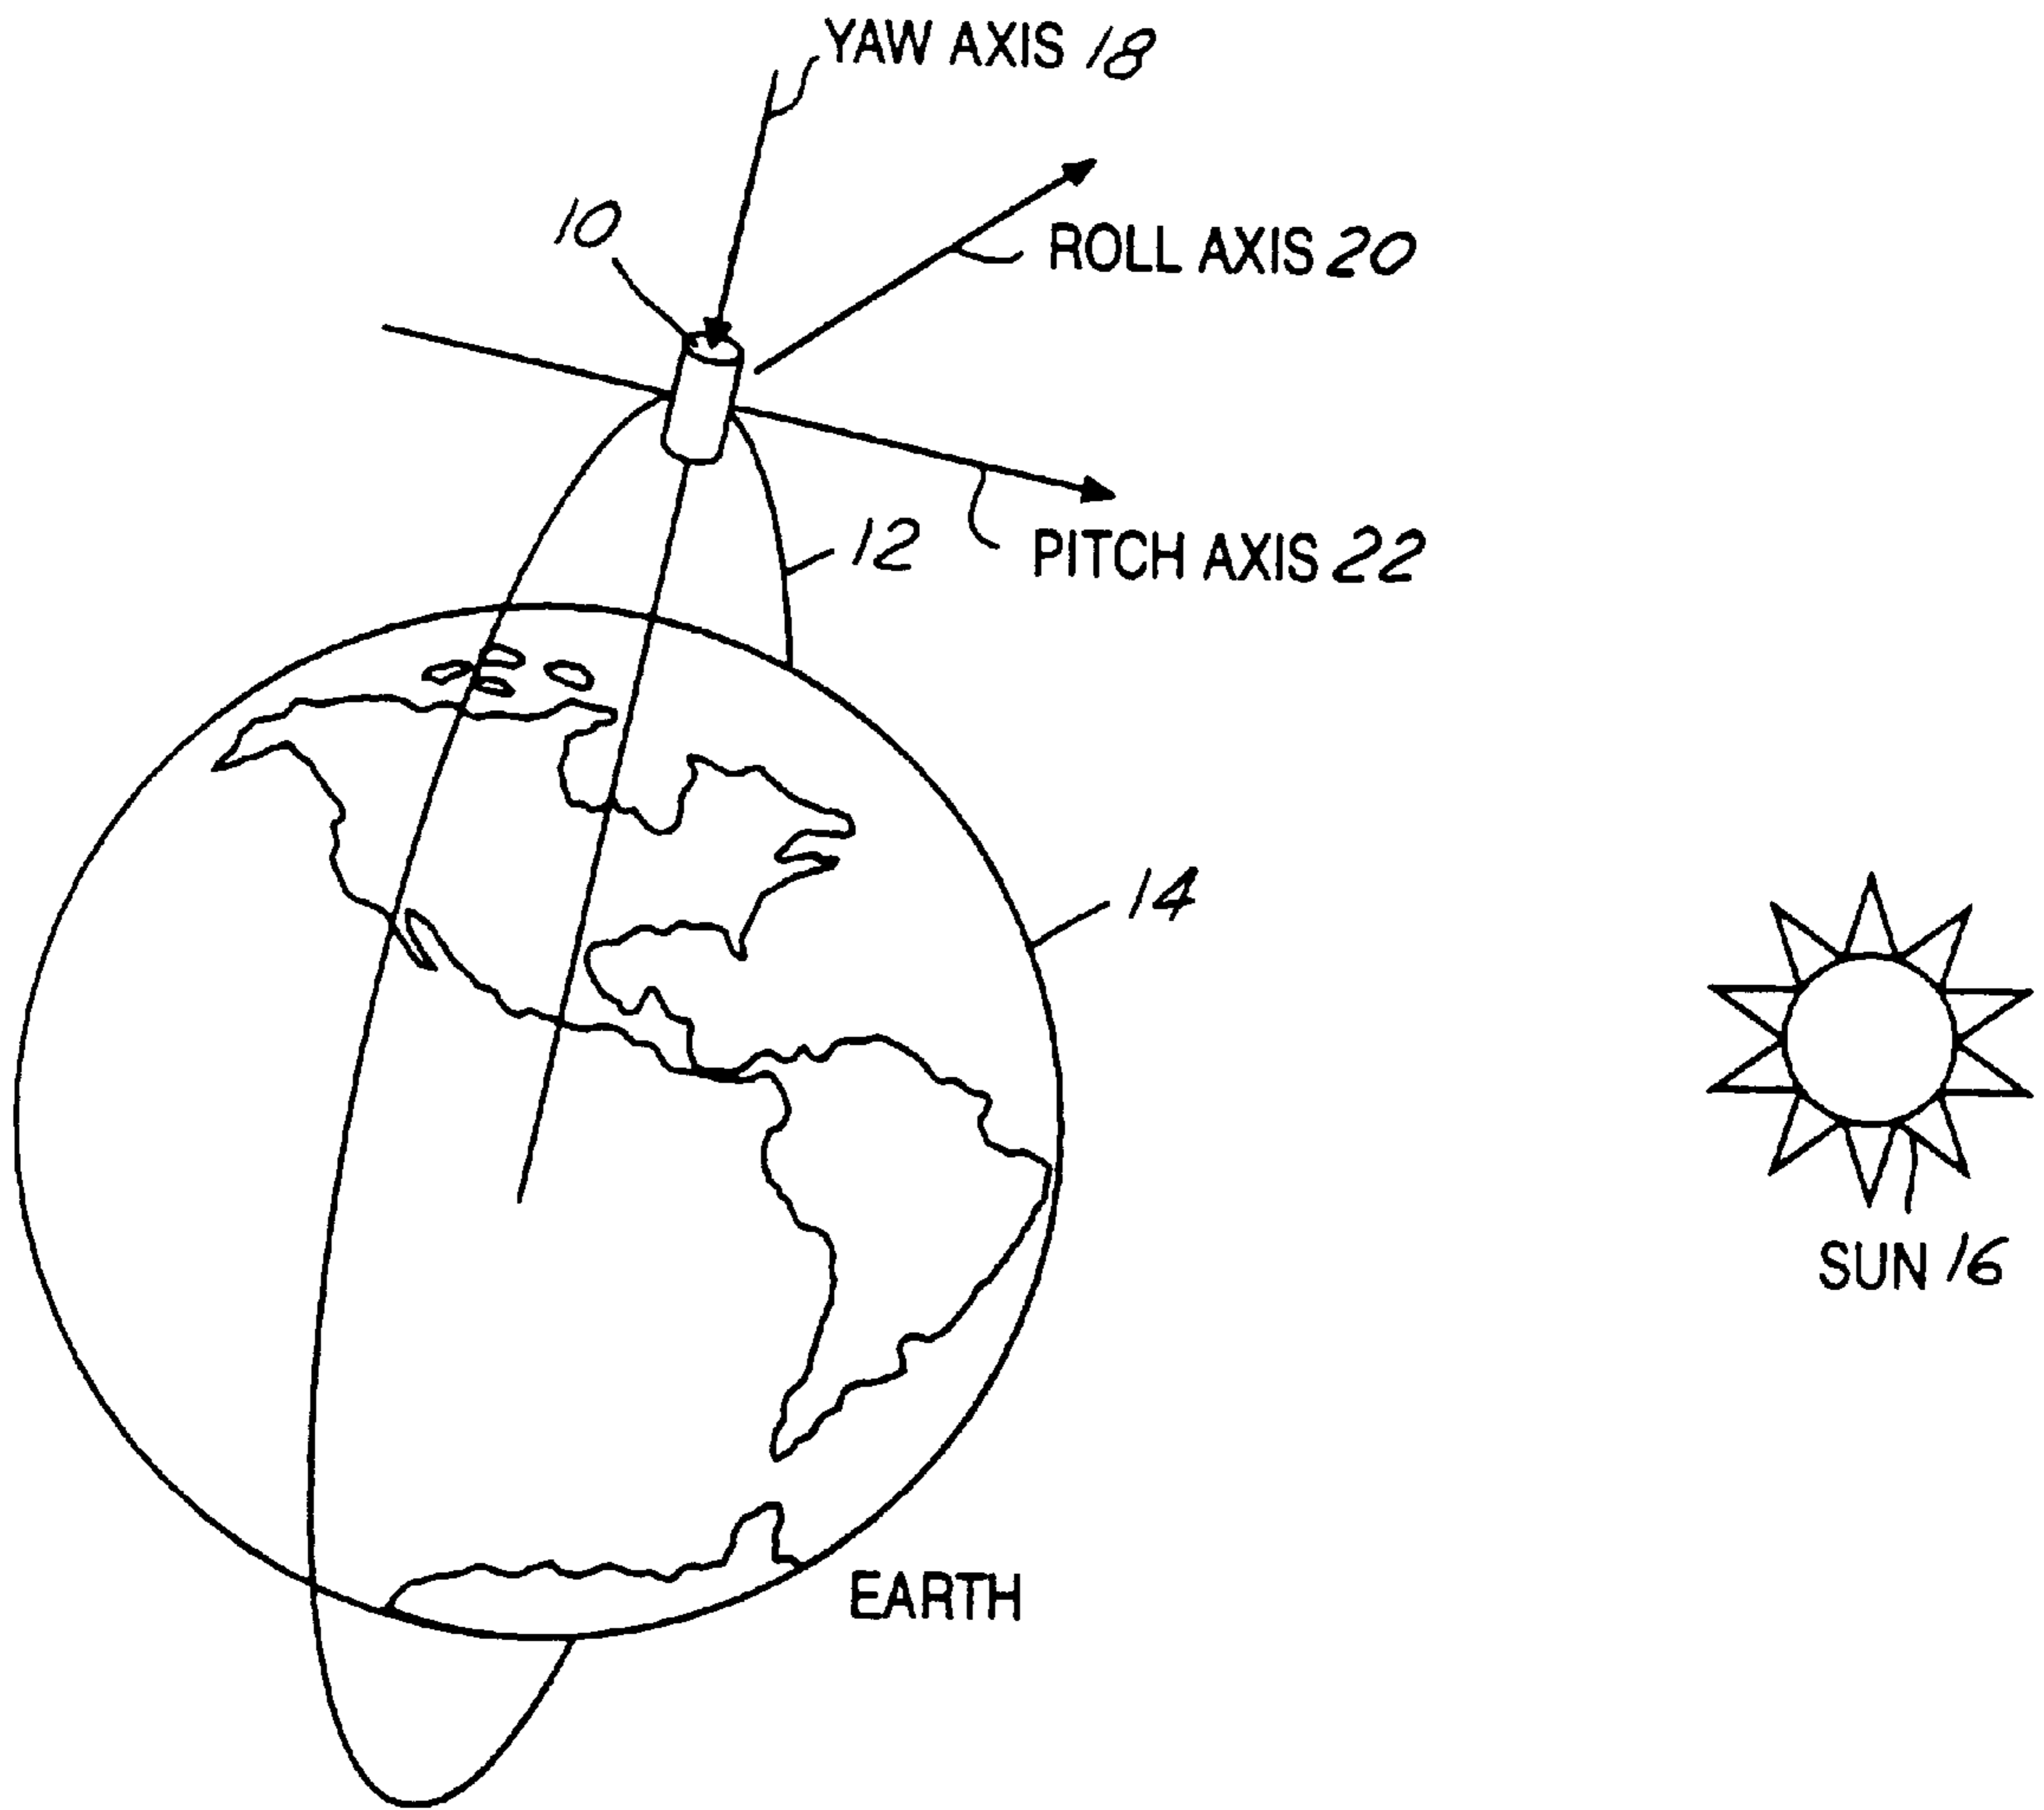 YAW AXIS 18
10
ROLL AXIS 20
12
PITCH AXIS 22
14
SUN 16
EARTH